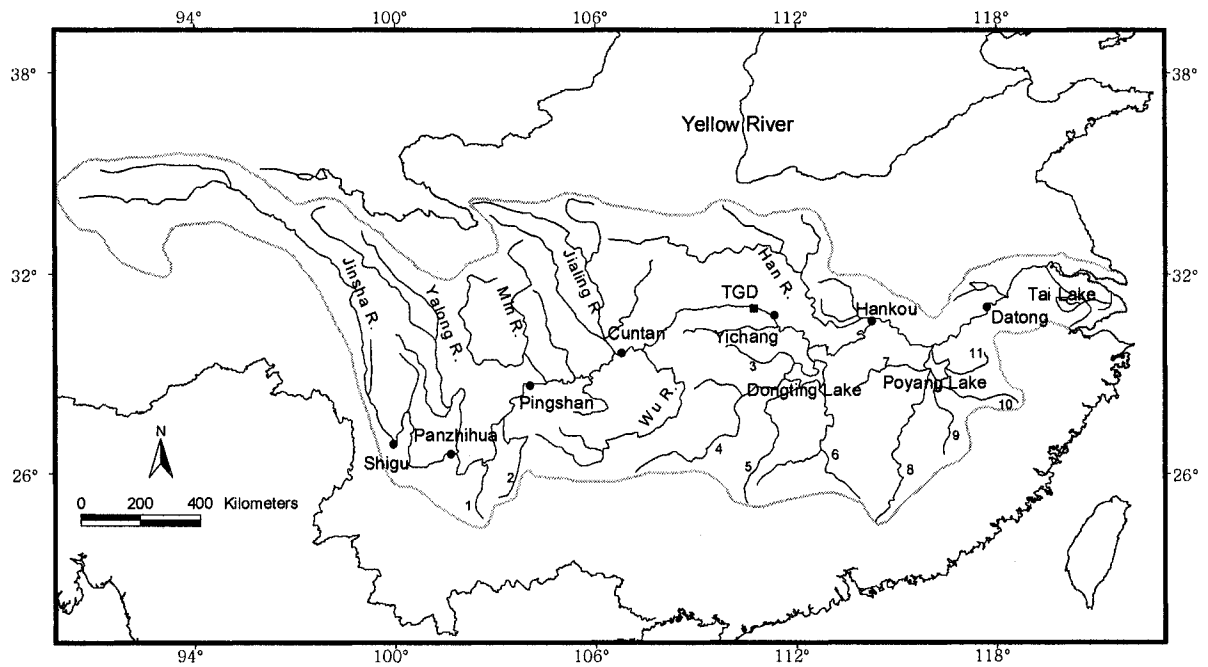 94° 100° 106° 112° 118°
38° 38°
Yellow River
32° 32°
Jinsha R.
Yalong R.
Min R.
Jialing R.
Han R.
TGD
Tai Lake
Hankou
Datong
Cuntan
Yichang
3
7
11
Dongting Lake
Poyang Lake
Pingshan
Wu R.
10
Panzhihua
9
4
Shigu
5
6
8
2
1
26° 26°
N
0 200 400 Kilometers
94° 100° 106° 112° 118°